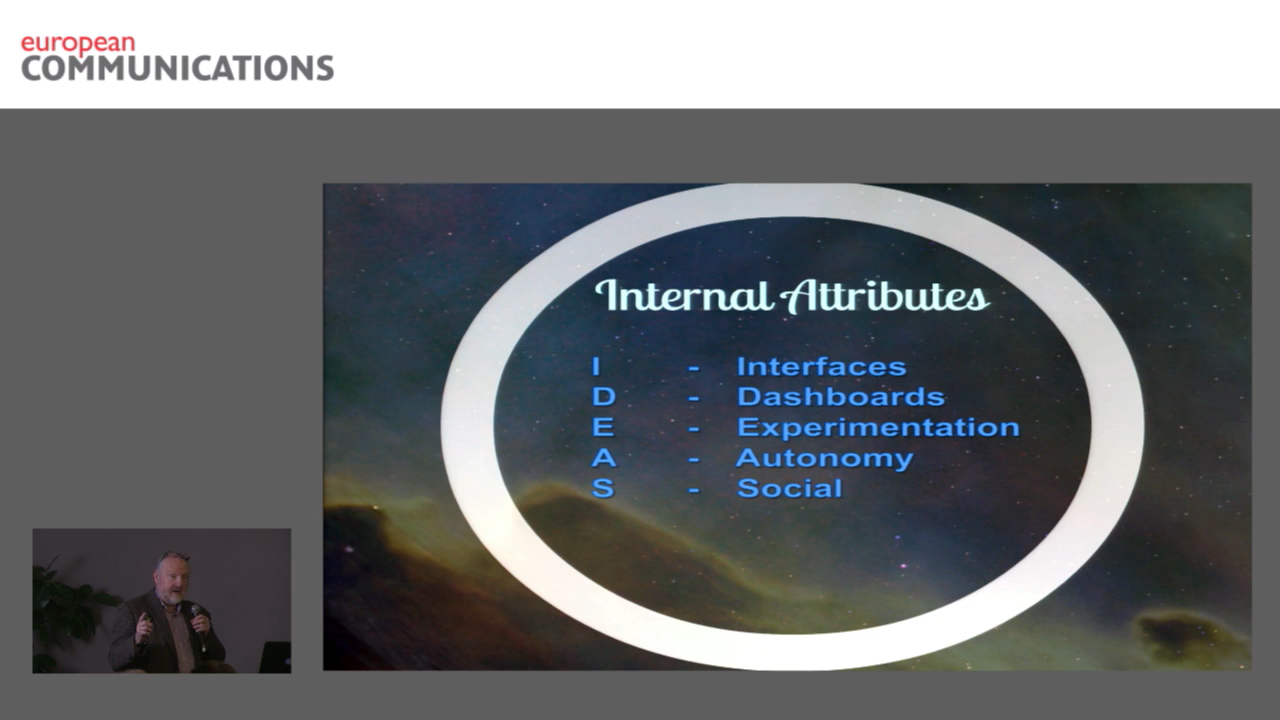 european
COMMUNICATIONS
Internal Attributes
I - Interfaces
D - Dashboards
E - Experimentation
A - Autonomy
S - Social